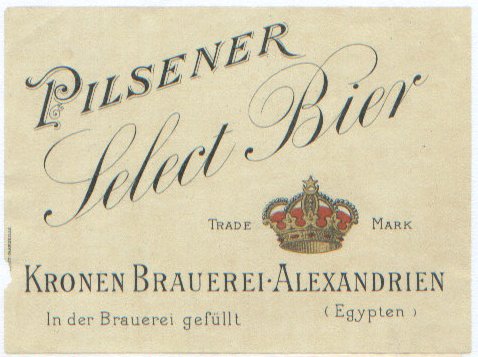 PILSENER
Select Bier
TRADE MARK
KRONEN BRAUEREI·ALEXANDRIEN
In der Brauerei gefüllt
(Egypten)